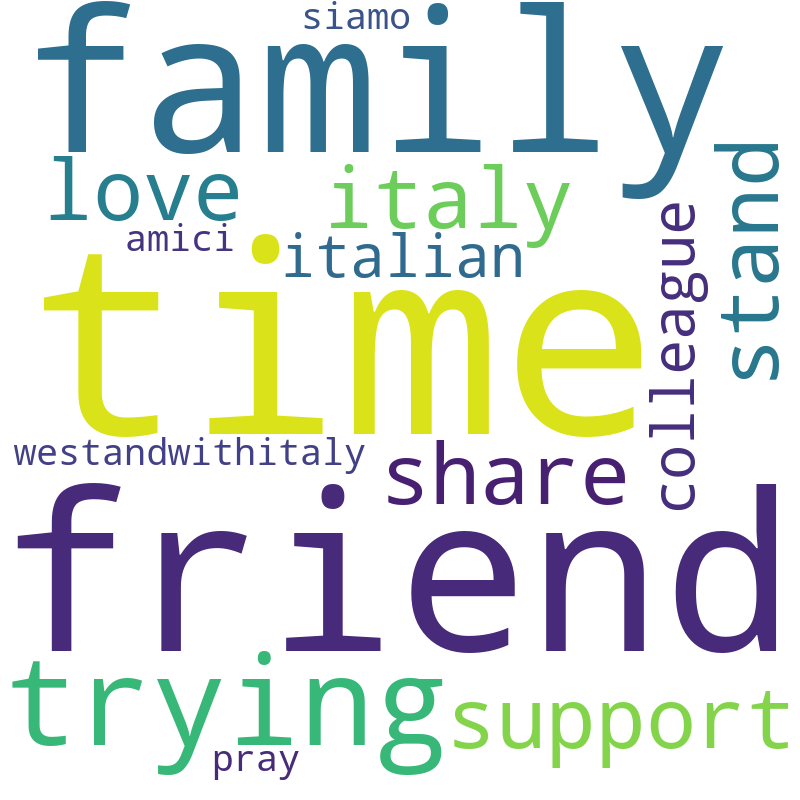 siamo
family
love
italy
stand
amici
italian
colleague
time
westandwithitaly
share
friend
trying
support
pray